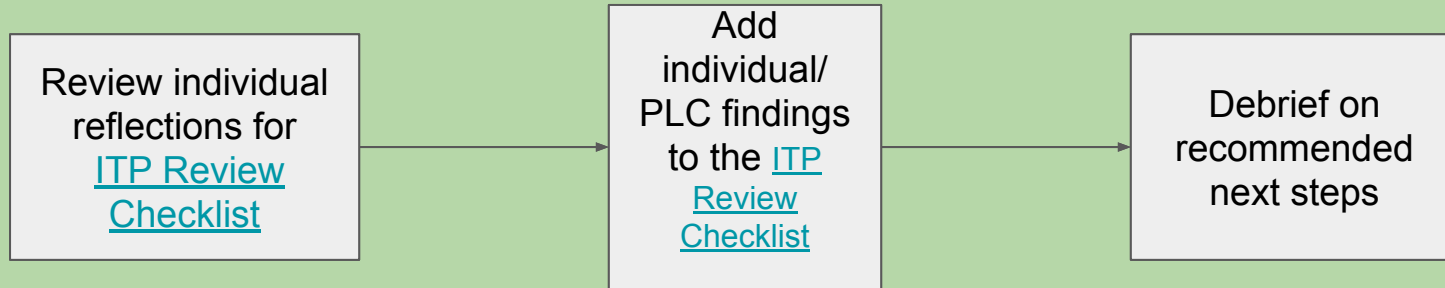 Review individual
reflections for
ITP Review
Checklist
Add
individual/
PLC findings
to the ITP
Review
Checklist
Debrief on
recommended
next steps